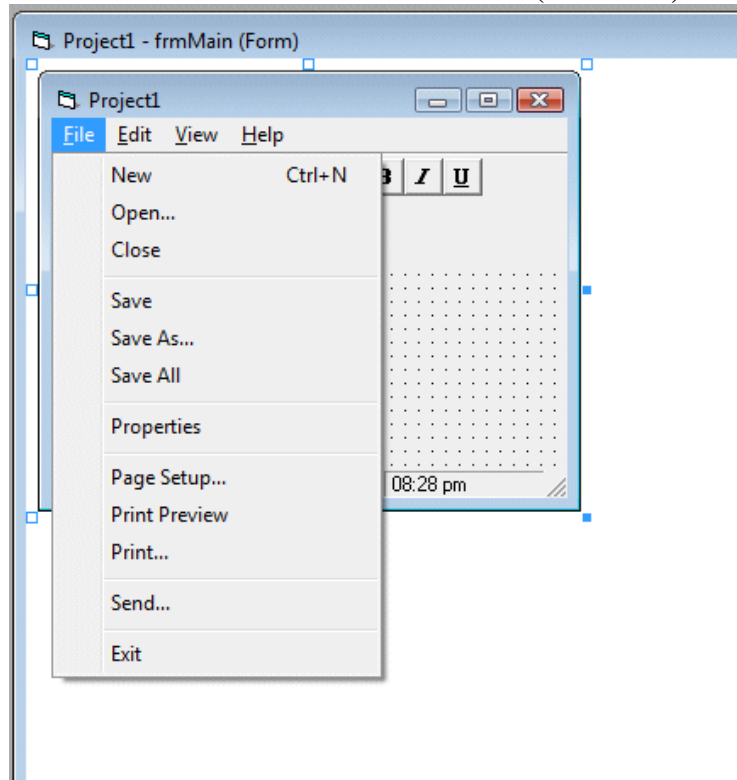 Project1 - frmMain (Form)
Project1
File Edit View Help
New Ctrl+N
I U
Open...
Close
Save
Save As...
Save All
Properties
Page Setup...
08:28 pm
Print Preview
Print...
Send...
Exit